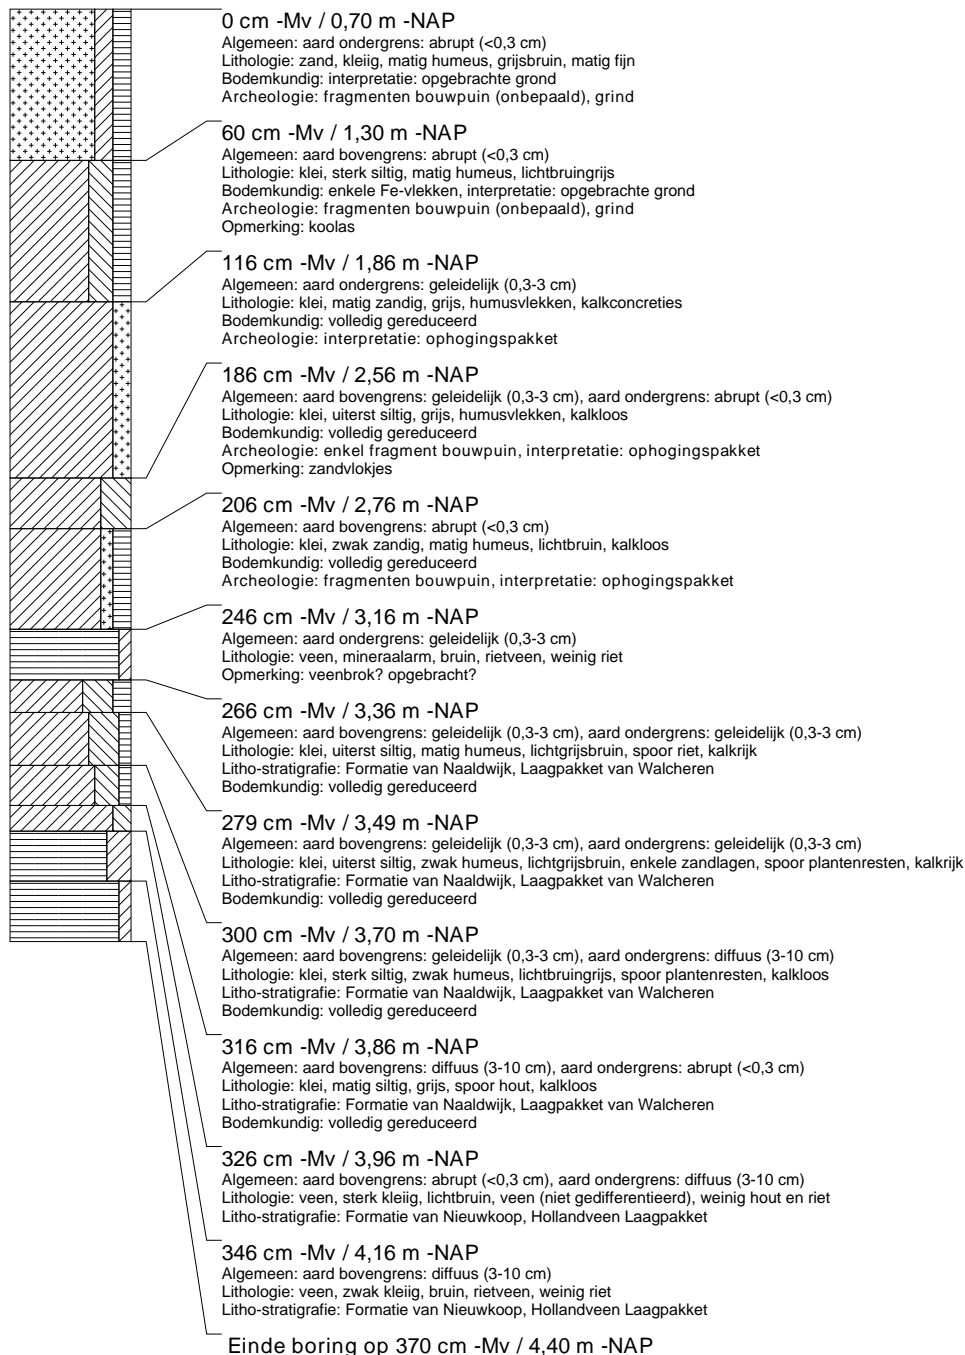 0 cm -Mv / 0,70 m -NAP
Algemeen: aard ondergrens: abrupt (<0,3 cm)
Lithologie: zand, kleiig, matig humeus, grijsbruin, matig fijn
Bodemkundig: interpretatie: opgebrachte grond
Archeologie: fragmenten bouwpuin (onbepaald), grind
60 cm -Mv / 1,30 m -NAP
Algemeen: aard bovengrens: abrupt (<0,3 cm)
Lithologie: klei, sterk siltig, matig humeus, lichtbruingrijs
Bodemkundig: enkele Fe-vlekken, interpretatie: opgebrachte grond
Archeologie: fragmenten bouwpuin (onbepaald), grind
Opmerking: koolas
116 cm -Mv / 1,86 m -NAP
Algemeen: aard ondergrens: geleidelijk (0,3-3 cm)
Lithologie: klei, matig zandig, grijs, humusvlekken, kalkconcreties
Bodemkundig: volledig gereduceerd
Archeologie: interpretatie: ophogingspakket
186 cm -Mv / 2,56 m -NAP
Algemeen: aard bovengrens: geleidelijk (0,3-3 cm), aard ondergrens: abrupt (<0,3 cm)
Lithologie: klei, uiterst siltig, grijs, humusvlekken, kalkloos
Bodemkundig: volledig gereduceerd
Archeologie: enkel fragment bouwpuin, interpretatie: ophogingspakket
Opmerking: zandvlokjes
206 cm -Mv / 2,76 m -NAP
Algemeen: aard bovengrens: abrupt (<0,3 cm)
Lithologie: klei, zwak zandig, matig humeus, lichtbruin, kalkloos
Bodemkundig: volledig gereduceerd
Archeologie: fragmenten bouwpuin, interpretatie: ophogingspakket
246 cm -Mv / 3,16 m -NAP
Algemeen: aard ondergrens: geleidelijk (0,3-3 cm)
Lithologie: veen, mineraalarm, bruin, rietveen, weinig riet
Opmerking: veenbrok? opgebracht?
266 cm -Mv / 3,36 m -NAP
Algemeen: aard bovengrens: geleidelijk (0,3-3 cm), aard ondergrens: geleidelijk (0,3-3 cm)
Lithologie: klei, uiterst siltig, matig humeus, lichtgrijsbruin, spoor riet, kalkrijk
Litho-stratigrafie: Formatie van Naaldwijk, Laagpakket van Walcheren
Bodemkundig: volledig gereduceerd
279 cm -Mv / 3,49 m -NAP
Algemeen: aard bovengrens: geleidelijk (0,3-3 cm), aard ondergrens: geleidelijk (0,3-3 cm)
Lithologie: klei, uiterst siltig, zwak humeus, lichtgrijsbruin, enkele zandlagen, spoor plantenresten, kalkrijk
Litho-stratigrafie: Formatie van Naaldwijk, Laagpakket van Walcheren
Bodemkundig: volledig gereduceerd
300 cm -Mv / 3,70 m -NAP
Algemeen: aard bovengrens: geleidelijk (0,3-3 cm), aard ondergrens: diffuus (3-10 cm)
Lithologie: klei, sterk siltig, zwak humeus, lichtbruingrijs, spoor plantenresten, kalkloos
Litho-stratigrafie: Formatie van Naaldwijk, Laagpakket van Walcheren
Bodemkundig: volledig gereduceerd
316 cm -Mv / 3,86 m -NAP
Algemeen: aard bovengrens: diffuus (3-10 cm), aard ondergrens: abrupt (<0,3 cm)
Lithologie: klei, matig siltig, grijs, spoor hout, kalkloos
Litho-stratigrafie: Formatie van Naaldwijk, Laagpakket van Walcheren
Bodemkundig: volledig gereduceerd
326 cm -Mv / 3,96 m -NAP
Algemeen: aard bovengrens: abrupt (<0,3 cm), aard ondergrens: diffuus (3-10 cm)
Lithologie: veen, sterk kleiig, lichtbruin, veen (niet gedifferentieerd), weinig hout en riet
Litho-stratigrafie: Formatie van Nieuwkoop, Hollandveen Laagpakket
346 cm -Mv / 4,16 m -NAP
Algemeen: aard bovengrens: diffuus (3-10 cm)
Lithologie: veen, zwak kleiig, bruin, rietveen, weinig riet
Litho-stratigrafie: Formatie van Nieuwkoop, Hollandveen Laagpakket
Einde boring op 370 cm -Mv / 4,40 m -NAP